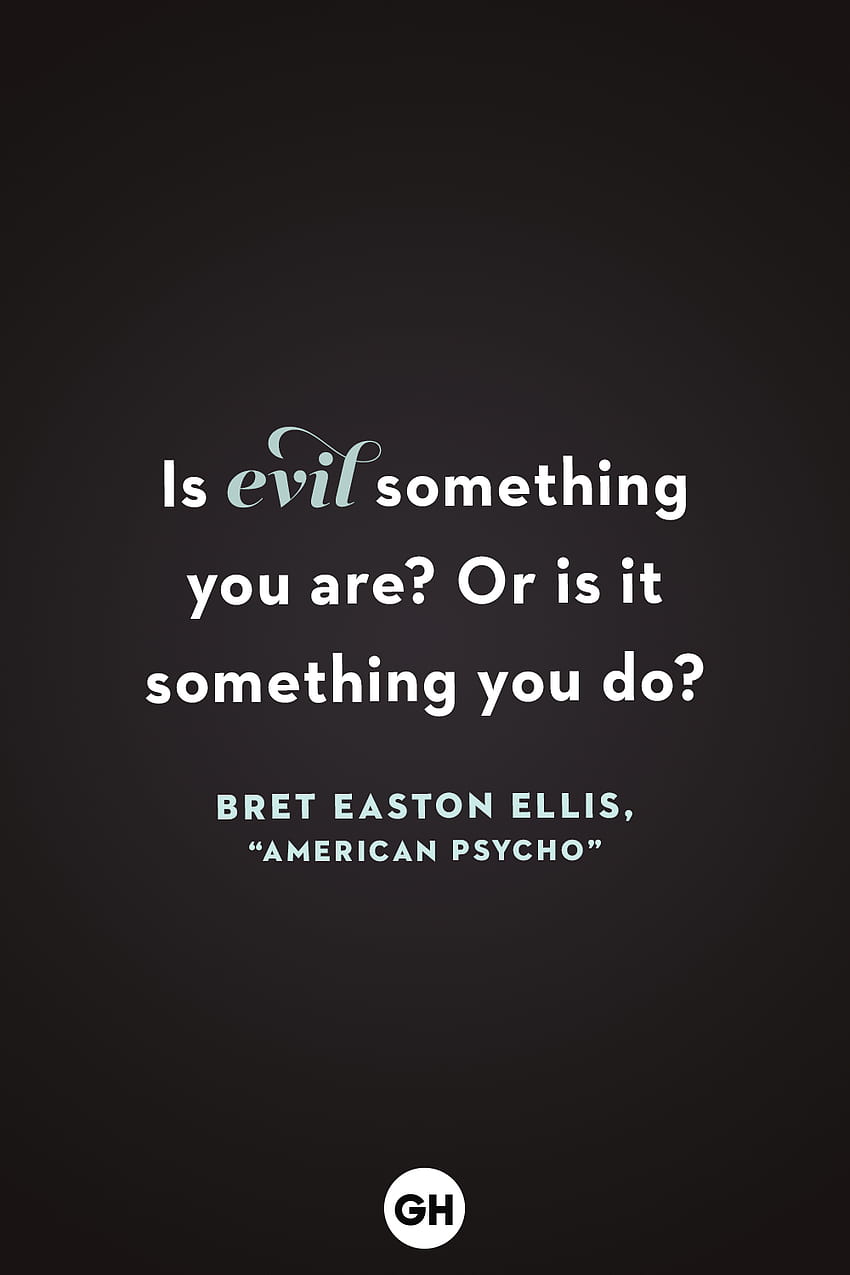 Is evil something
you are? Or is it
something you do?
BRET EASTON ELLIS,
“AMERICAN PSYCHO”
GH